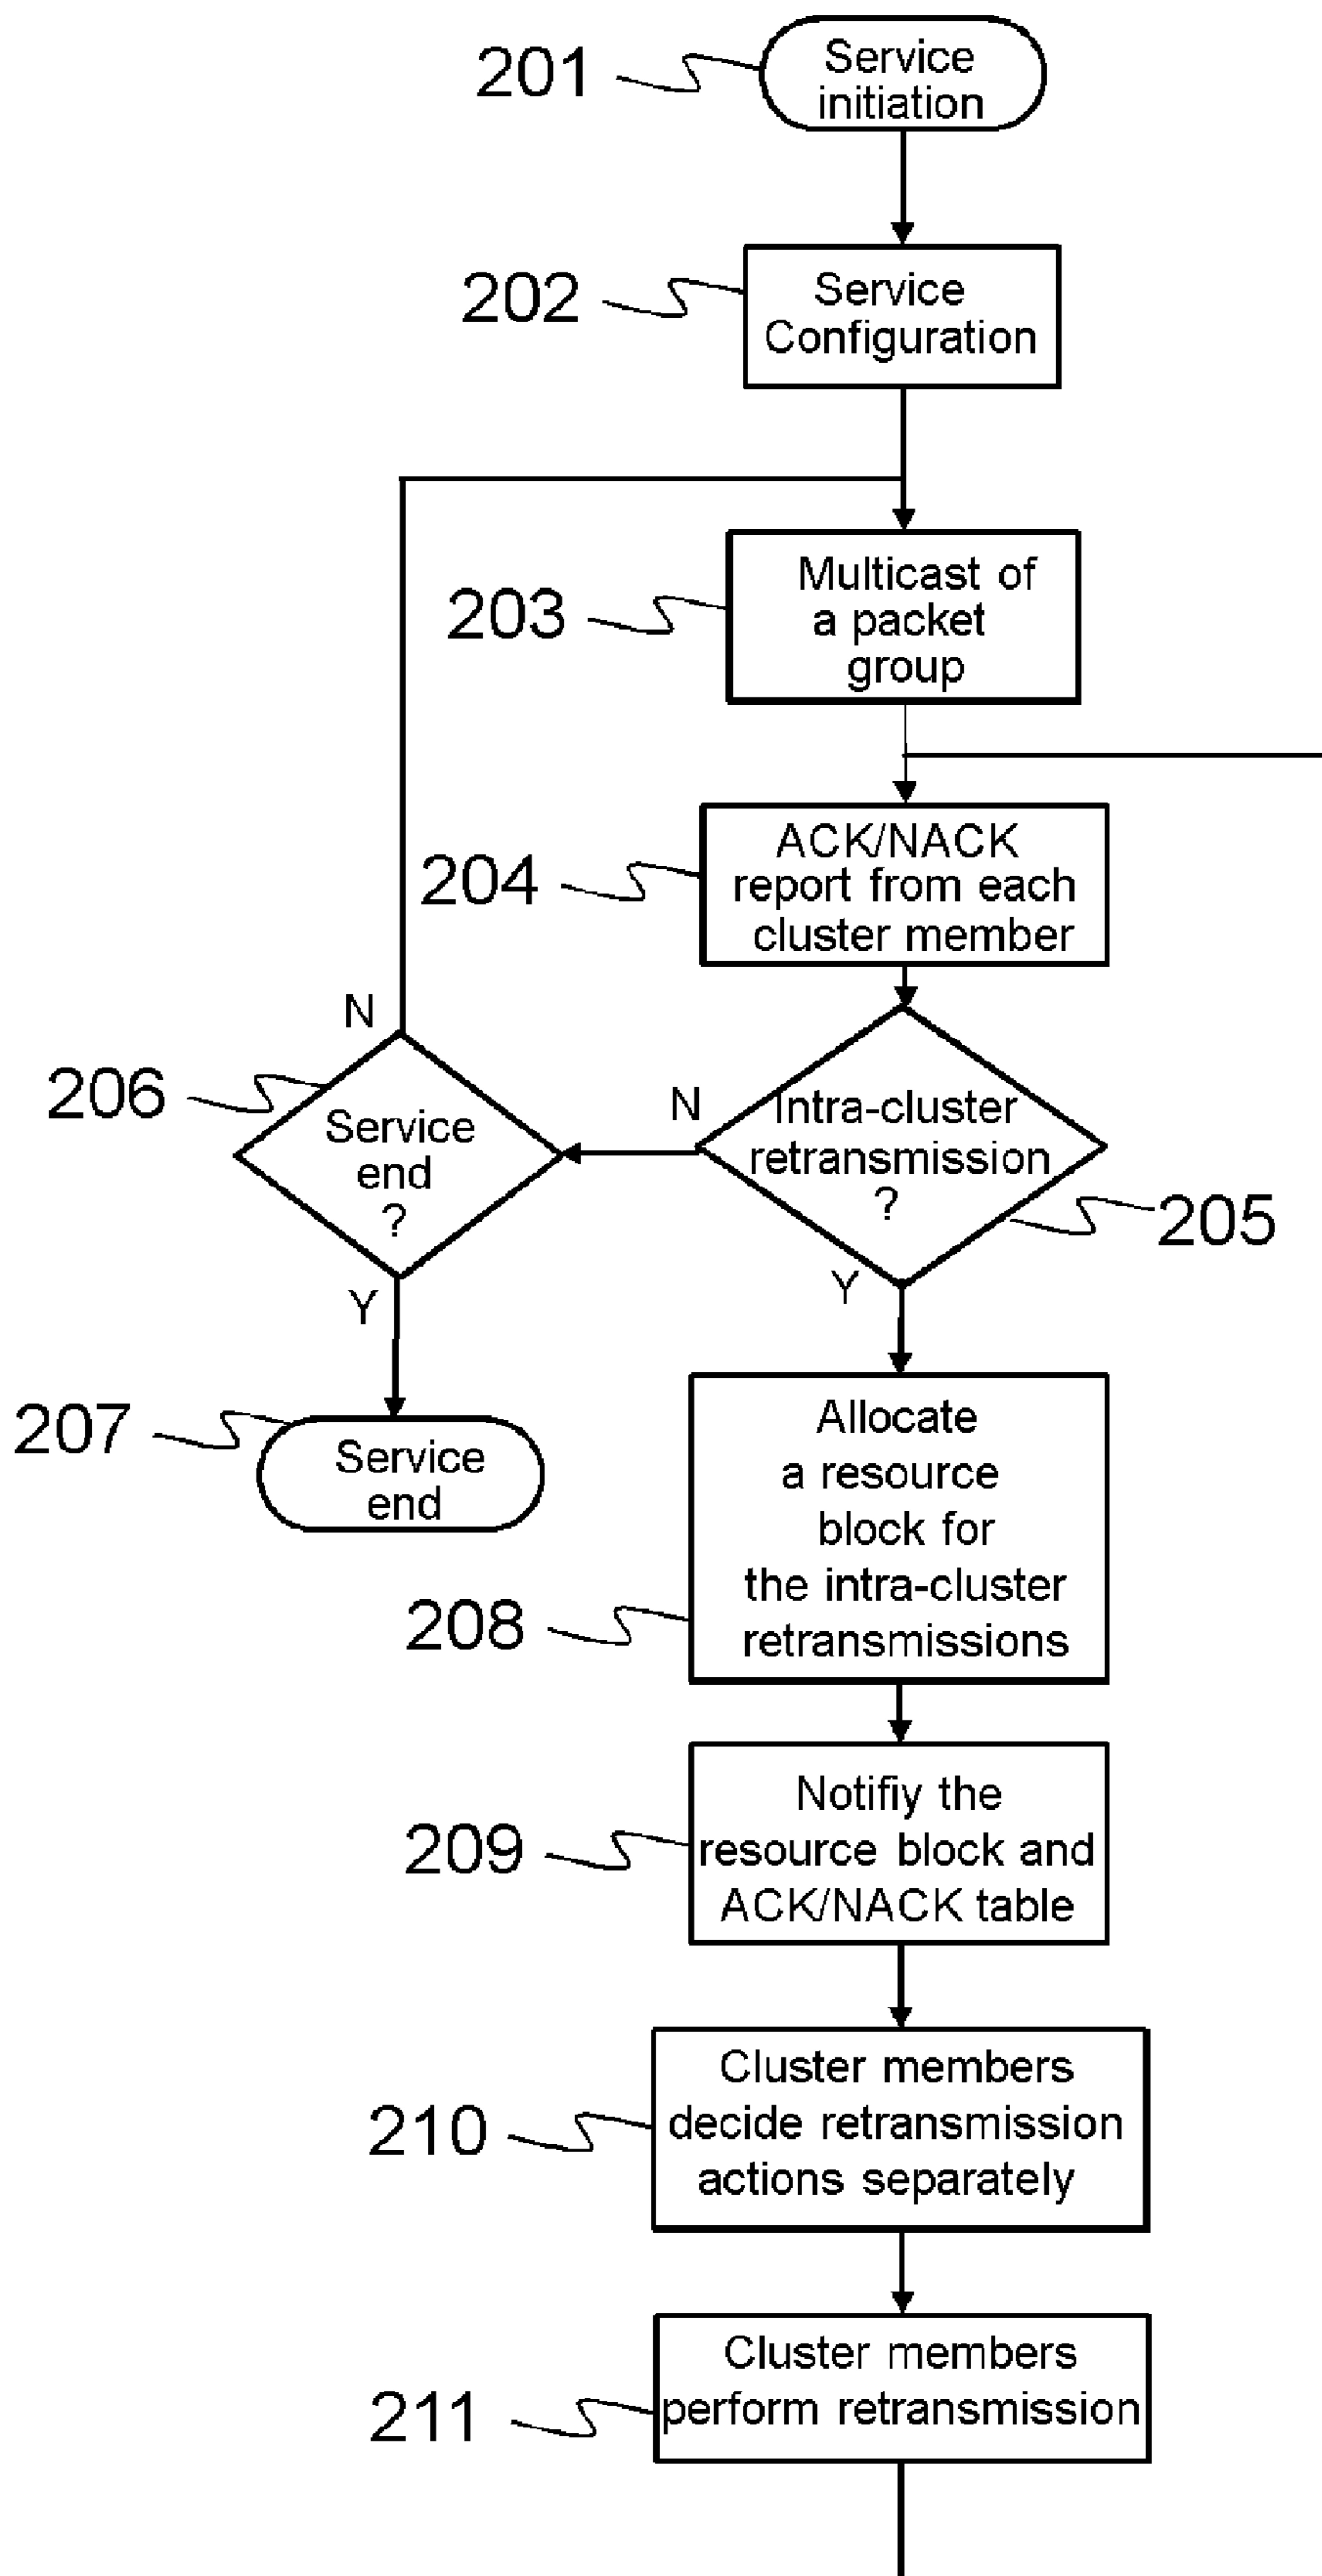 201
Service
initiation
202
Service
Configuration
203
Multicast of
a packet
group
204
ACK/NACK
report from each
cluster member
N
206
Service
end
?
N
Intra-cluster
retransmission
?
205
Y
Y
207
Service
end
208
Allocate
a resource
block for
the intra-cluster
retransmissions
209
Notifiy the
resource block and
ACK/NACK table
210
Cluster members
decide retransmission
actions separately
211
Cluster members
perform retransmission